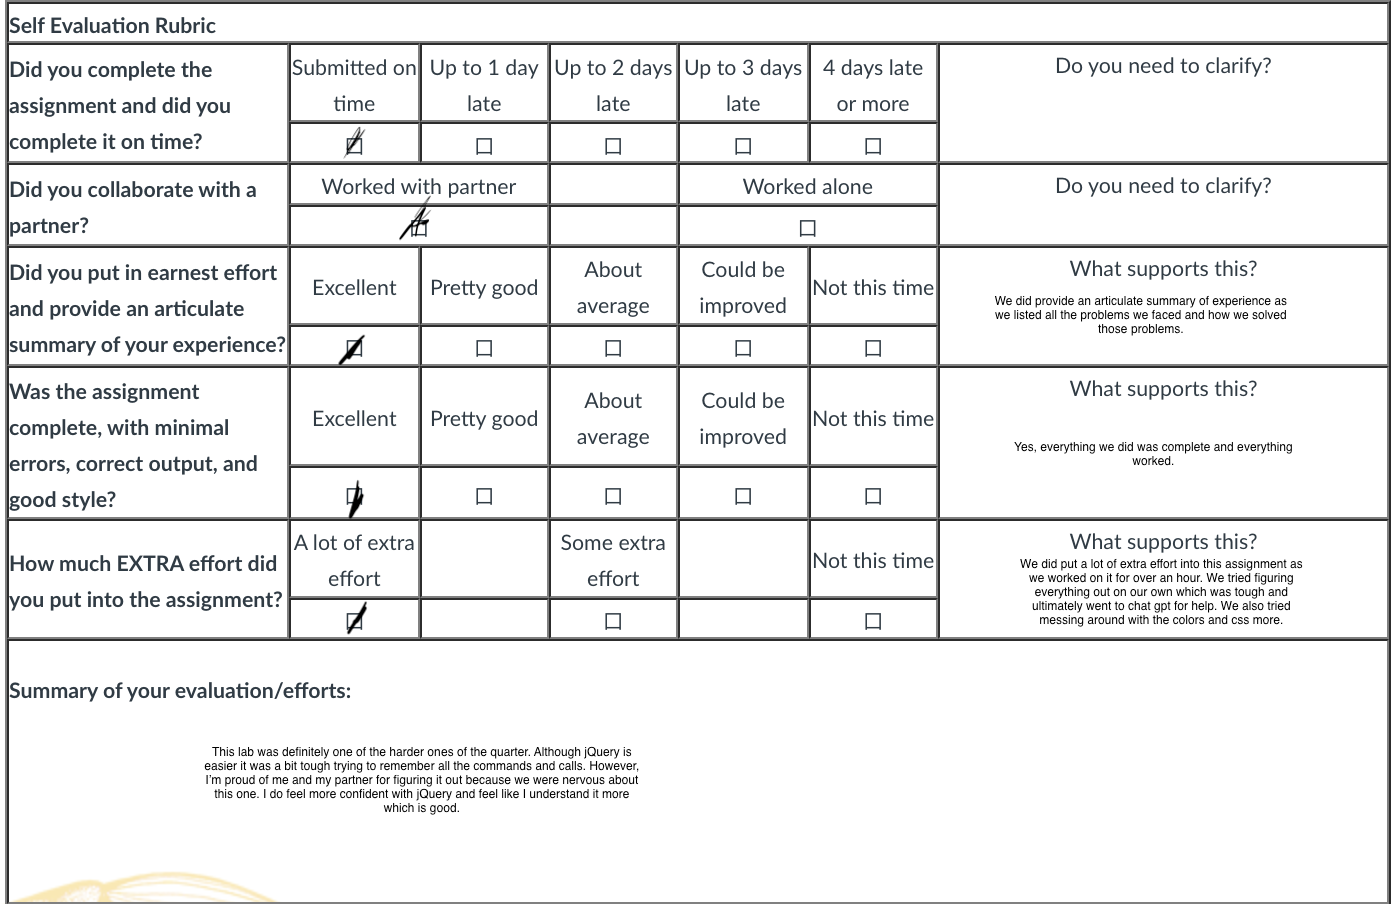 Self Evaluation Rubric
Did you complete the
assignment and did you
complete it on time?
Submitted on
time
Up to 1 day
late
Up to 2 days
late
Up to 3 days
late
4 days late
or more
Do you need to clarify?
☐ ☐ ☐ ☐ ☐
Did you collaborate with a
partner?
Worked with partner
Worked alone
Do you need to clarify?
☐ ☐
Did you put in earnest effort
and provide an articulate
summary of your experience?
Excellent
Pretty good
About
average
Could be
improved
Not this time
What supports this?
We did provide an articulate summary of experience as
we listed all the problems we faced and how we solved
those problems.
☐ ☐ ☐ ☐ ☐
Was the assignment
complete, with minimal
errors, correct output, and
good style?
Excellent
Pretty good
About
average
Could be
improved
Not this time
What supports this?
Yes, everything we did was complete and everything
worked.
☐ ☐ ☐ ☐ ☐
How much EXTRA effort did
you put into the assignment?
A lot of extra
effort
Some extra
effort
Not this time
What supports this?
We did put a lot of extra effort into this assignment as
we worked on it for over an hour. We tried figuring
everything out on our own which was tough and
ultimately went to chat gpt for help. We also tried
messing around with the colors and css more.
☐ ☐ ☐
Summary of your evaluation/efforts:
This lab was definitely one of the harder ones of the quarter. Although jQuery is
easier it was a bit tough trying to remember all the commands and calls. However,
I'm proud of me and my partner for figuring it out because we were nervous about
this one. I do feel more confident with jQuery and feel like I understand it more
which is good.